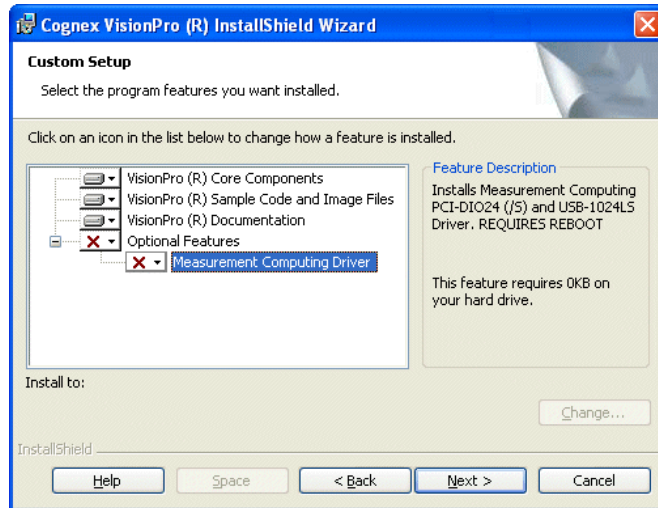 Cognex VisionPro (R) InstallShield Wizard
Custom Setup
Select the program features you want installed.
Click on an icon in the list below to change how a feature is installed.
VisionPro (R) Core Components
VisionPro (R) Sample Code and Image Files
VisionPro (R) Documentation
Optional Features
Measurement Computing Driver
Feature Description
Installs Measurement Computing
PCI-DIO24 (/S) and USB-1024LS
Driver. REQUIRES REBOOT
This feature requires 0KB on
your hard drive.
Install to:
Change...
InstallShield
Help
Space
< Back
Next >
Cancel